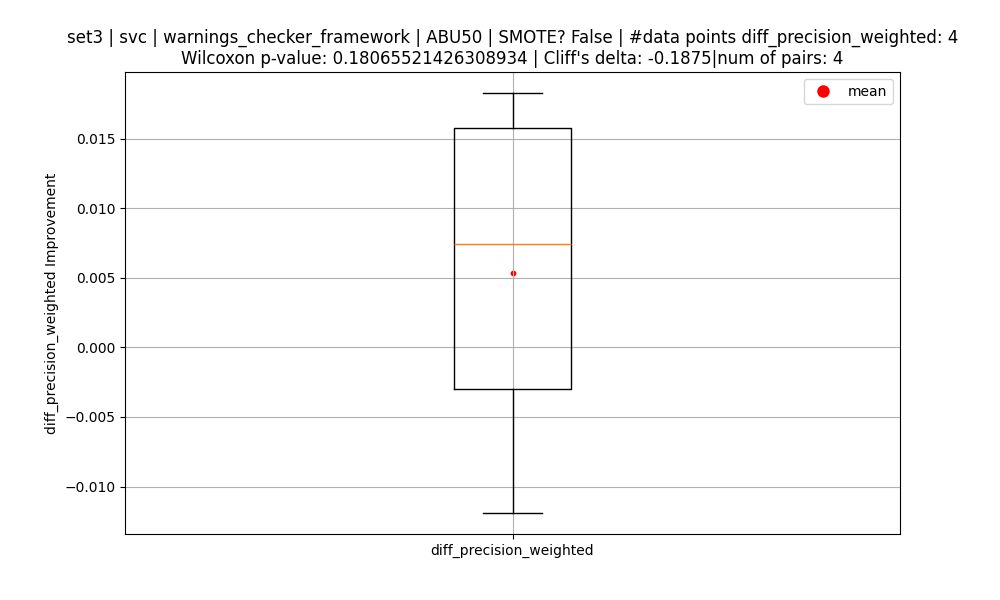 set3 | svc | warnings_checker_framework | ABU50 | SMOTE? False | #data points diff_precision_weighted: 4
Wilcoxon p-value: 0.18065521426308934 | Cliff's delta: -0.1875|num of pairs: 4
mean
0.015
0.010
0.005
0.000
−0.005
−0.010
diff_precision_weighted Improvement
diff_precision_weighted